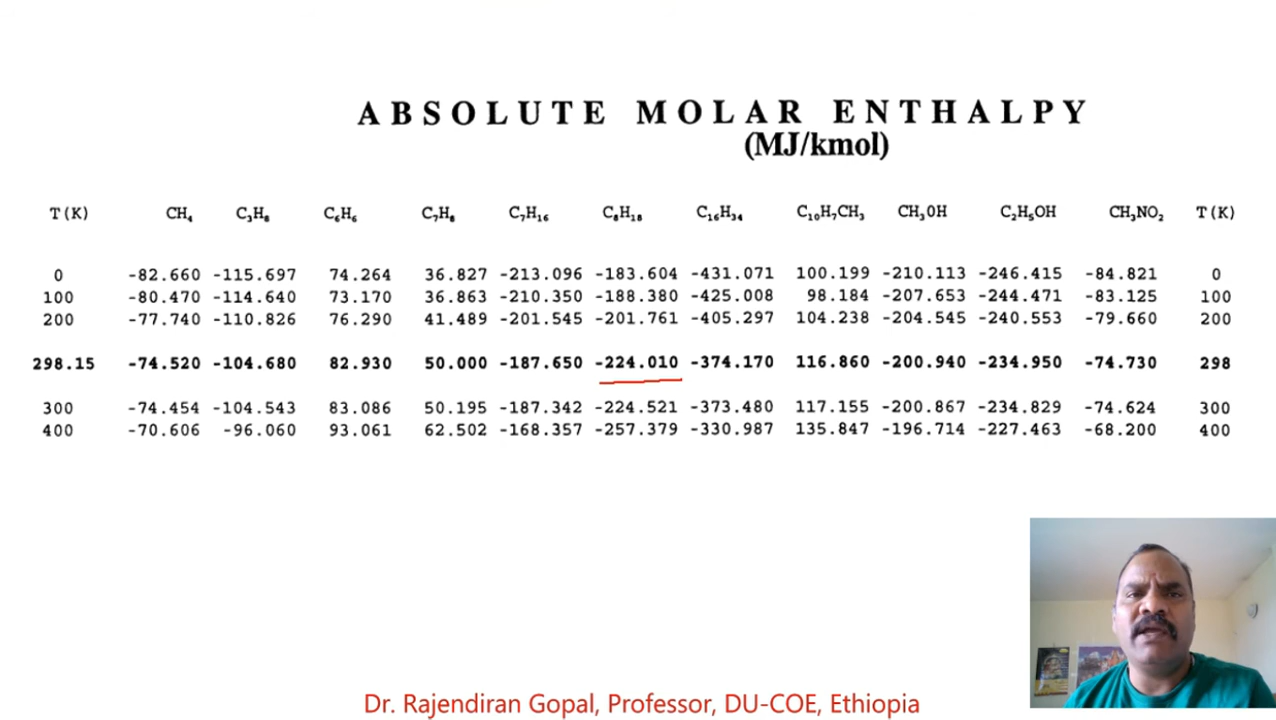 ABSOLUTE MOLAR ENTHALPY
(MJ/kmol)
T(K) CH₄ C₃H₈ C₆H₆ C₇H₈ C₇H₁₆ C₈H₁₈ C₁₆H₃₄ C₁₀H₇CH₃ CH₃OH C₂H₅OH CH₃NO₂ T(K)
0 -82.660 -115.697 74.264 36.827 -213.096 -183.604 -431.071 100.199 -210.113 -246.415 -84.821 0
100 -80.470 -114.640 73.170 36.863 -210.350 -188.380 -425.008 98.184 -207.653 -244.471 -83.125 100
200 -77.740 -110.826 76.290 41.489 -201.545 -201.761 -405.297 104.238 -204.545 -240.553 -79.660 200
298.15 -74.520 -104.680 82.930 50.000 -187.650 -224.010 -374.170 116.860 -200.940 -234.950 -74.730 298
300 -74.454 -104.543 83.086 50.195 -187.342 -224.521 -373.480 117.155 -200.867 -234.829 -74.624 300
400 -70.606 -96.060 93.061 62.502 -168.357 -257.379 -330.987 135.847 -196.714 -227.463 -68.200 400
Dr. Rajendiran Gopal, Professor, DU-COE, Ethiopia